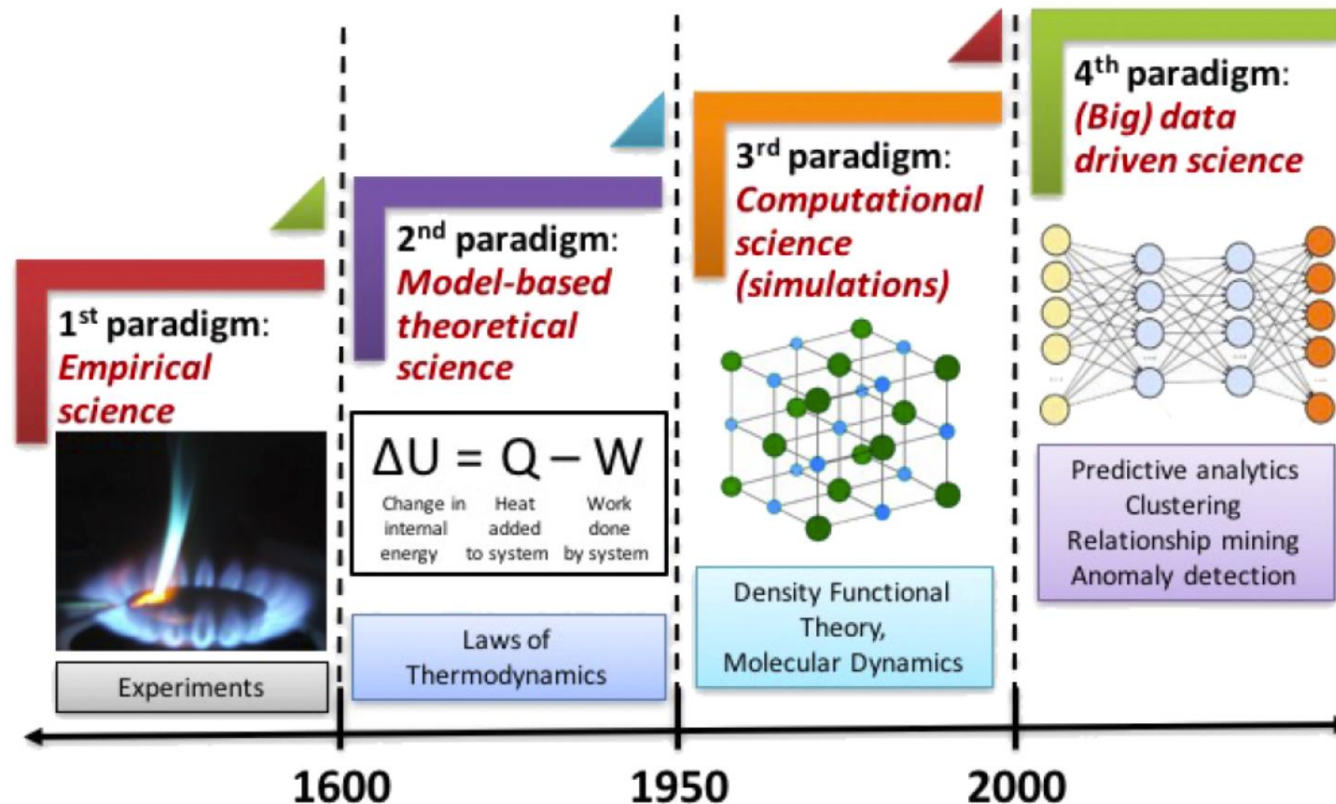 1st paradigm:
Empirical
science
Experiments
2nd paradigm:
Model-based
theoretical
science
ΔU = Q – W
Change in internal energy
Heat added to system
Work done by system
Laws of
Thermodynamics
3rd paradigm:
Computational
science
(simulations)
Density Functional
Theory,
Molecular Dynamics
4th paradigm:
(Big) data
driven science
Predictive analytics
Clustering
Relationship mining
Anomaly detection
1600
1950
2000